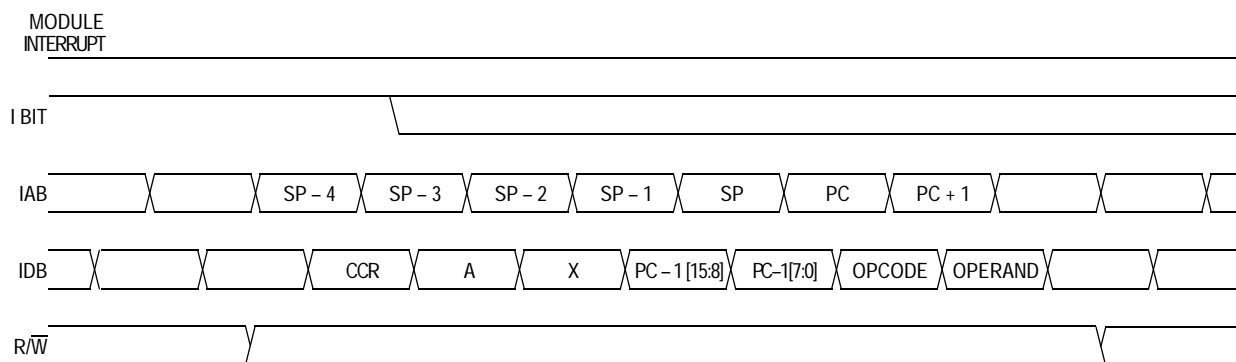 MODULE
INTERRUPT
I BIT
IAB SP – 4 SP – 3 SP – 2 SP – 1 SP PC PC + 1
IDB CCR A X PC – 1 [15:8] PC–1[7:0] OPCODE OPERAND
R/W̅